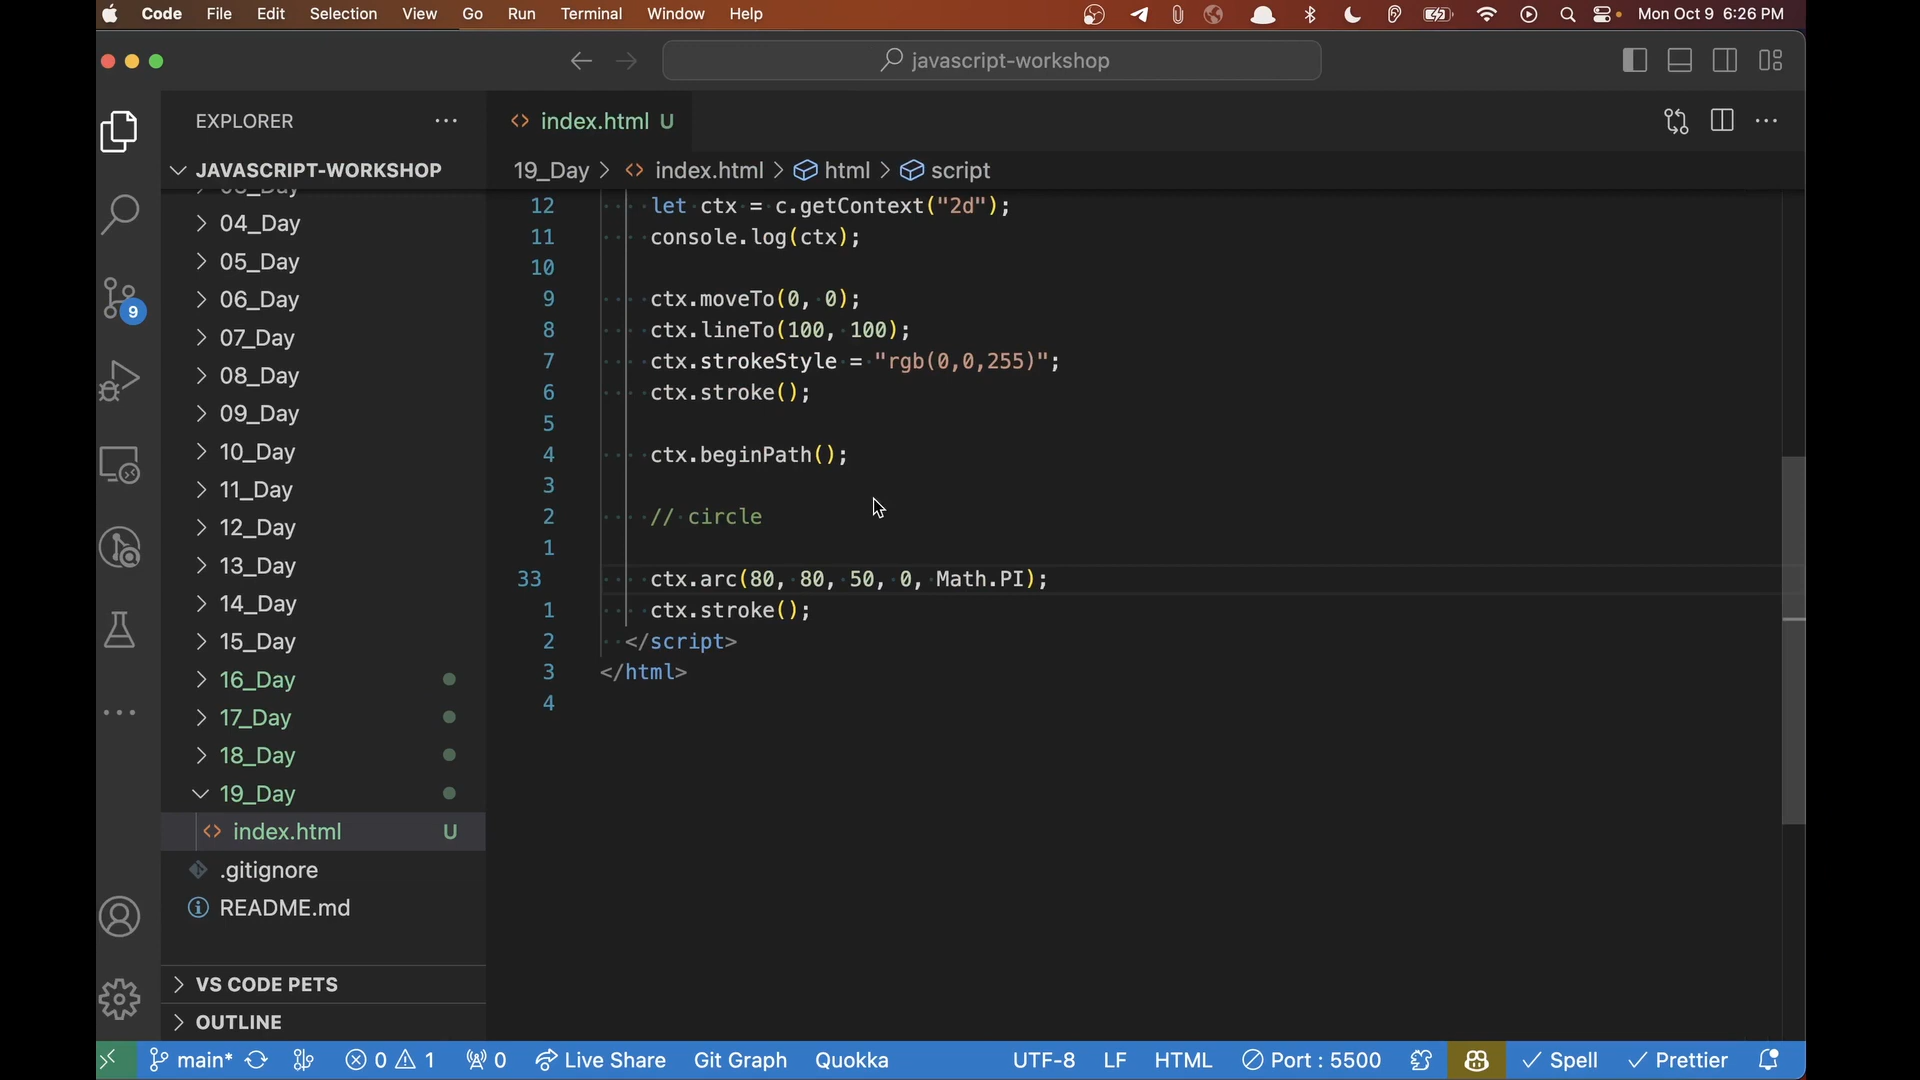 Code File Edit Selection View Go Run Terminal Window Help Mon Oct 9 6:26 PM
javascript-workshop
EXPLORER
JAVASCRIPT-WORKSHOP
04_Day
05_Day
06_Day
07_Day
08_Day
09_Day
10_Day
11_Day
12_Day
13_Day
14_Day
15_Day
16_Day
17_Day
18_Day
19_Day
index.html U
.gitignore
README.md
VS CODE PETS
OUTLINE
9
index.html U
19_Day > index.html > html > script
12 let ctx = c.getContext("2d");
11 console.log(ctx);
10
9 ctx.moveTo(0, 0);
8 ctx.lineTo(100, 100);
7 ctx.strokeStyle = "rgb(0,0,255)";
6 ctx.stroke();
5
4 ctx.beginPath();
3
2 // circle
1
33 ctx.arc(80, 80, 50, 0, Math.PI);
1 ctx.stroke();
2 </script>
3 </html>
4
main* 0 1 0 Live Share Git Graph Quokka UTF-8 LF HTML Port : 5500 Spell Prettier